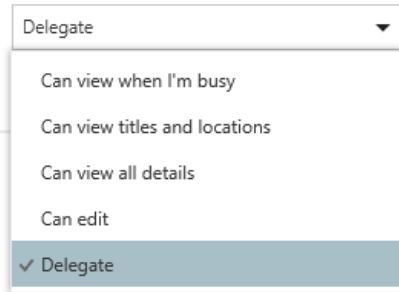 Delegate
Can view when I'm busy
Can view titles and locations
Can view all details
Can edit
Delegate